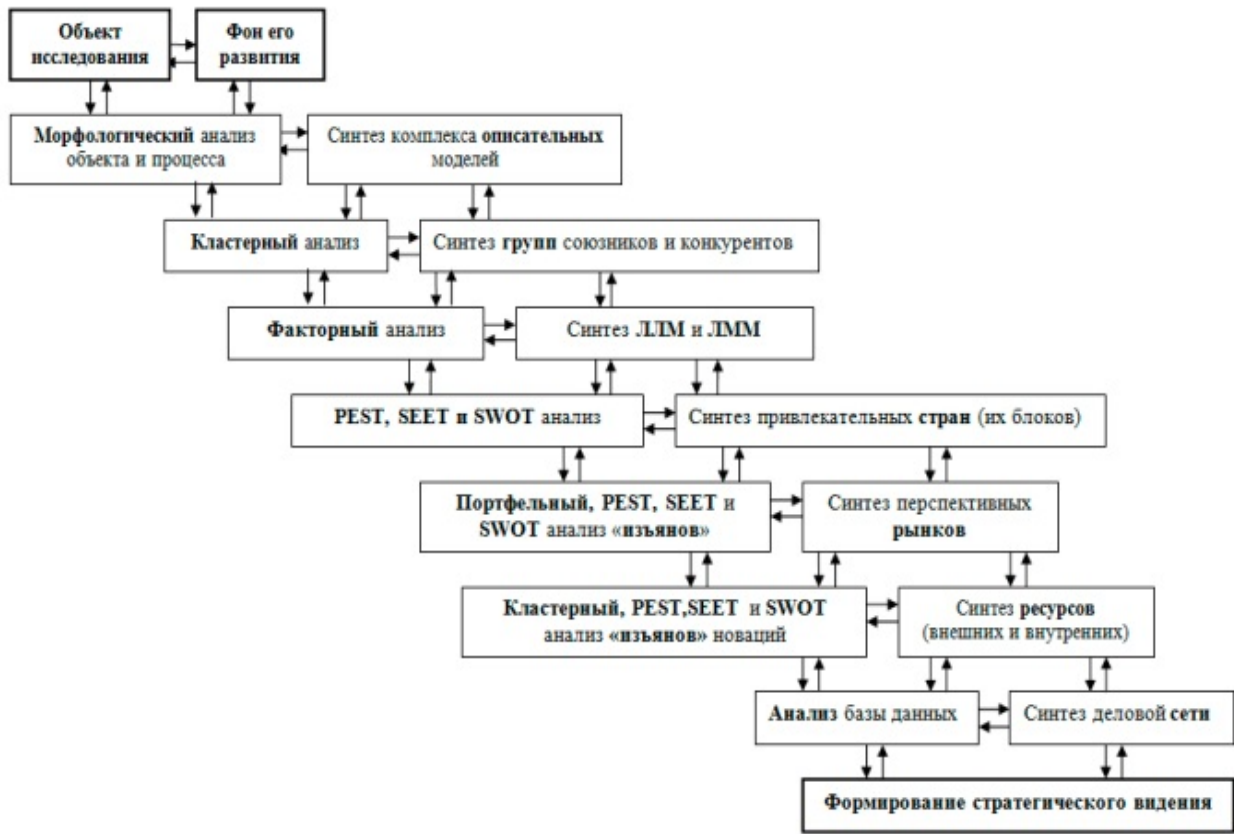 Объект
исследования
Фон его
развития
Морфологический анализ
объекта и процесса
Синтез комплекса описательных
моделей
Кластерный анализ
Синтез групп союзников и конкурентов
Факторный анализ
Синтез ЛЛМ и ЛММ
PEST, SEET и SWOT анализ
Синтез привлекательных стран (их блоков)
Портфельный, PEST, SEET и
SWOT анализ «изъянов»
Синтез перспективных
рынков
Кластерный, PEST,SEET и SWOT
анализ «изъянов» новаций
Синтез ресурсов
(внешних и внутренних)
Анализ базы данных
Синтез деловой сети
Формирование стратегического видения